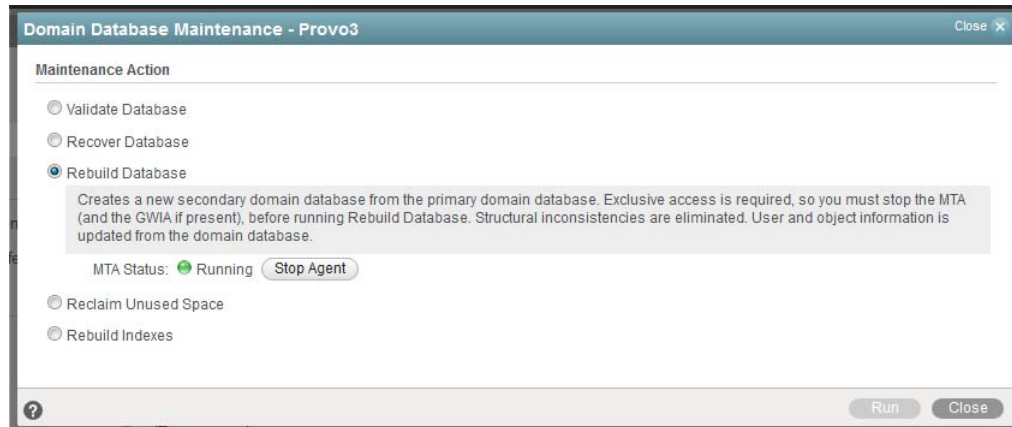 Domain Database Maintenance - Provo3
Close
Maintenance Action
Validate Database
Recover Database
Rebuild Database
Creates a new secondary domain database from the primary domain database. Exclusive access is required, so you must stop the MTA
(and the GWIA if present), before running Rebuild Database. Structural inconsistencies are eliminated. User and object information is
updated from the domain database.
MTA Status: Running Stop Agent
Reclaim Unused Space
Rebuild Indexes
? Run Close